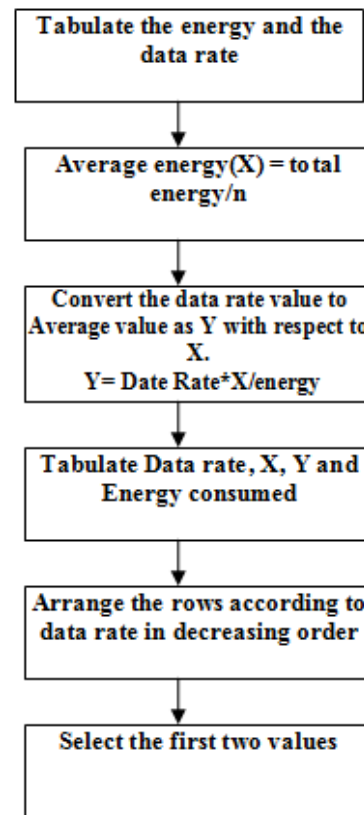 Tabulate the energy and the
data rate
Average energy(X) = total
energy/n
Convert the data rate value to
Average value as Y with respect to
X.
Y= Date Rate*X/energy
Tabulate Data rate, X, Y and
Energy consumed
Arrange the rows according to
data rate in decreasing order
Select the first two values